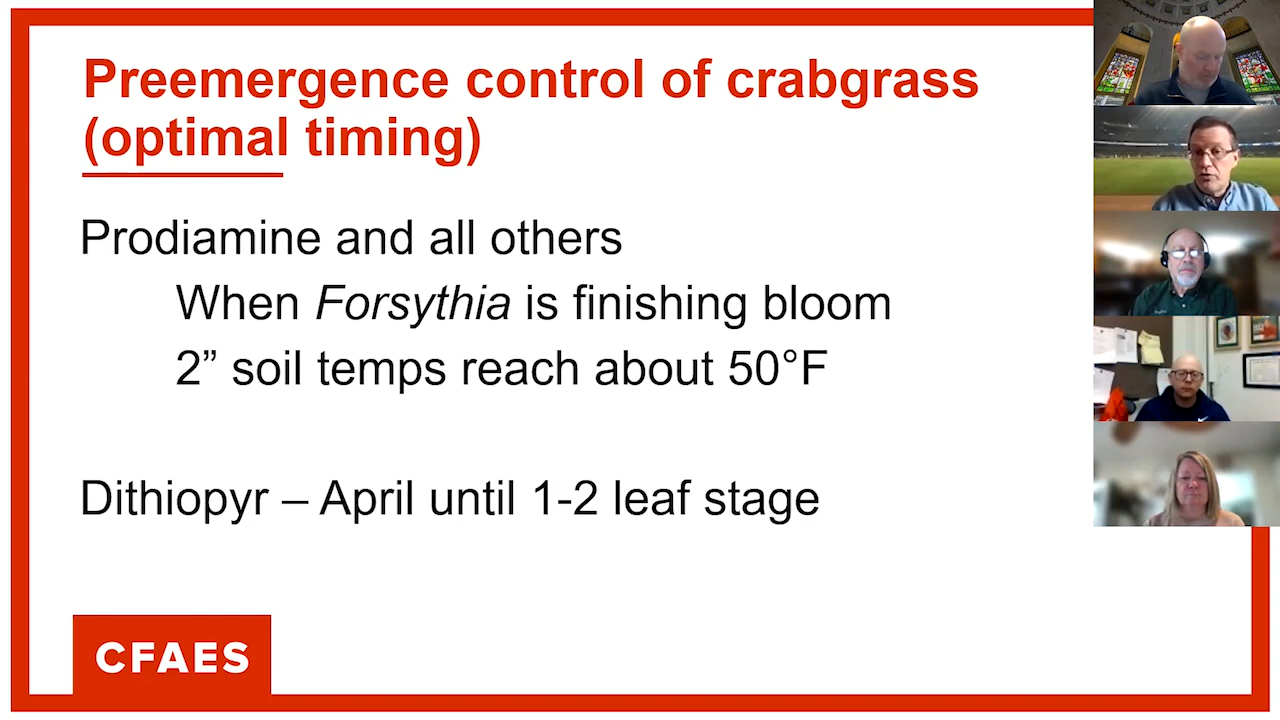 Preemergence control of crabgrass
(optimal timing)
Prodiamine and all others
When Forsythia is finishing bloom
2” soil temps reach about 50°F
Dithiopyr – April until 1-2 leaf stage
CFAES